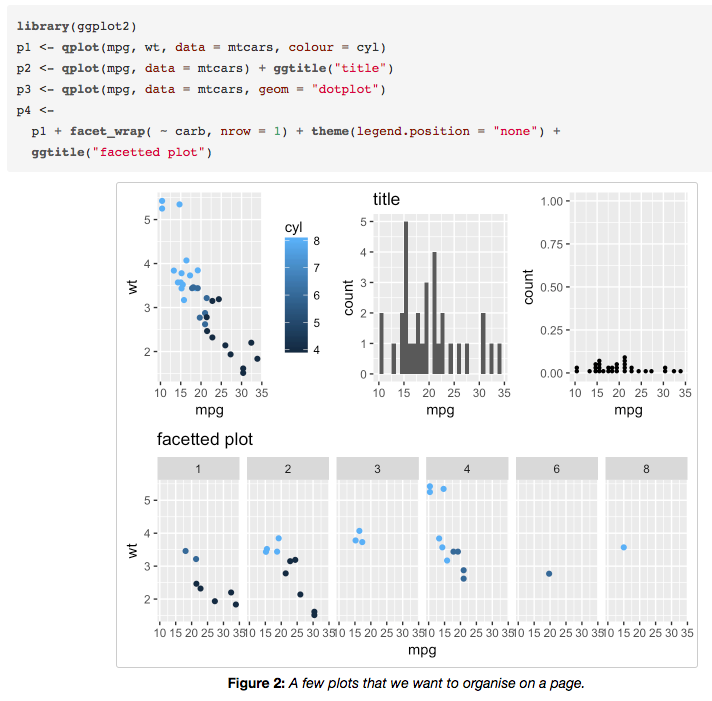 library(ggplot2)
p1 <- qplot(mpg, wt, data = mtcars, colour = cyl)
p2 <- qplot(mpg, data = mtcars) + ggtitle("title")
p3 <- qplot(mpg, data = mtcars, geom = "dotplot")
p4 <-
  p1 + facet_wrap( ~ carb, nrow = 1) + theme(legend.position = "none") +
  ggtitle("facetted plot")
5
4
3
2
wt
10 15 20 25 30 35
mpg
cyl
8
7
6
5
4
title
5
4
3
2
1
0
count
10 15 20 25 30 35
mpg
1.00
0.75
0.50
0.25
0.00
count
10 15 20 25 30 35
mpg
facetted plot
1 2 3 4 6 8
5
4
3
2
wt
10 15 20 25 30 35 10 15 20 25 30 35 10 15 20 25 30 35 10 15 20 25 30 35 10 15 20 25 30 35 10 15 20 25 30 35
mpg
Figure 2: A few plots that we want to organise on a page.